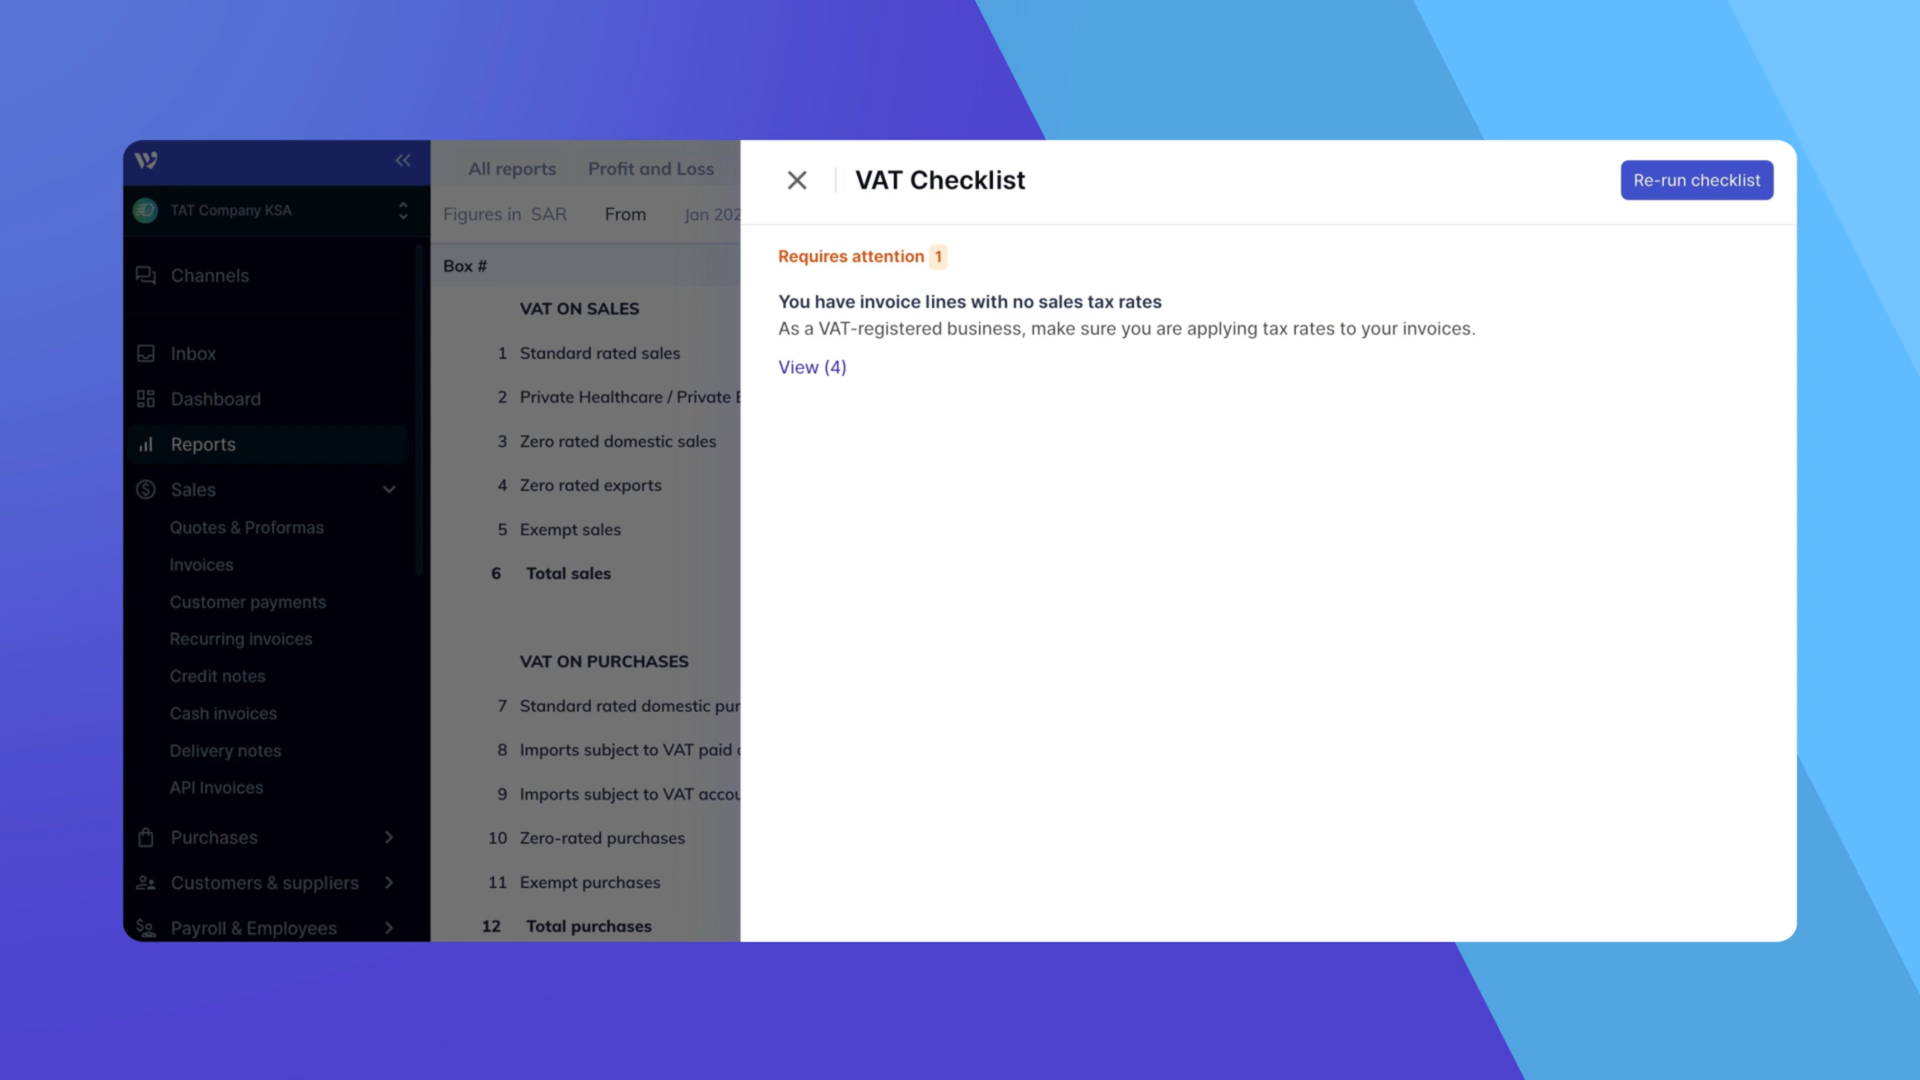 TAT Company KSA
Channels
Inbox
Dashboard
Reports
Sales
Quotes & Proformas
Invoices
Customer payments
Recurring invoices
Credit notes
Cash invoices
Delivery notes
API Invoices
Purchases
Customers & suppliers
Payroll & Employees
All reports Profit and Loss
Figures in SAR From Jan 202
Box #
VAT ON SALES
1 Standard rated sales
2 Private Healthcare / Private
3 Zero rated domestic sales
4 Zero rated exports
5 Exempt sales
6 Total sales
VAT ON PURCHASES
7 Standard rated domestic pur
8 Imports subject to VAT paid
9 Imports subject to VAT accou
10 Zero-rated purchases
11 Exempt purchases
12 Total purchases
VAT Checklist
Re-run checklist
Requires attention 1
You have invoice lines with no sales tax rates
As a VAT-registered business, make sure you are applying tax rates to your invoices.
View (4)